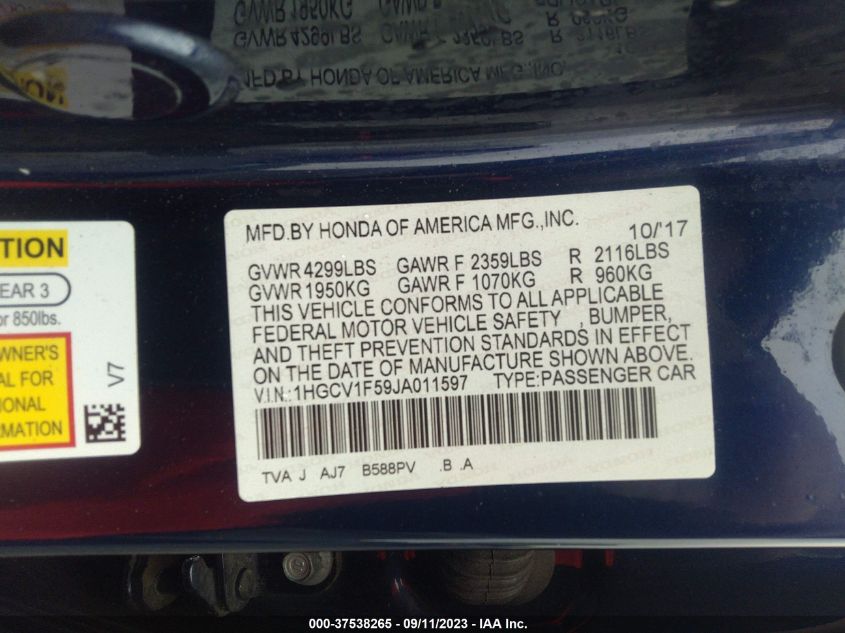 MFD.BY HONDA OF AMERICA MFG.,INC. 10/'17
GVWR 4299LBS GAWR F 2359LBS R 2116LBS
GVWR 1950KG GAWR F 1070KG R 960KG
THIS VEHICLE CONFORMS TO ALL APPLICABLE
FEDERAL MOTOR VEHICLE SAFETY , BUMPER,
AND THEFT PREVENTION STANDARDS IN EFFECT
ON THE DATE OF MANUFACTURE SHOWN ABOVE.
V.I.N.:1HGCV1F59JA011597 TYPE:PASSENGER CAR
TVA J AJ7 B588PV .B .A
TION
EAR 3
or 850lbs.
WNER'S
AL FOR
IONAL
RMATION
V7
000-37538265 - 09/11/2023 - IAA Inc.